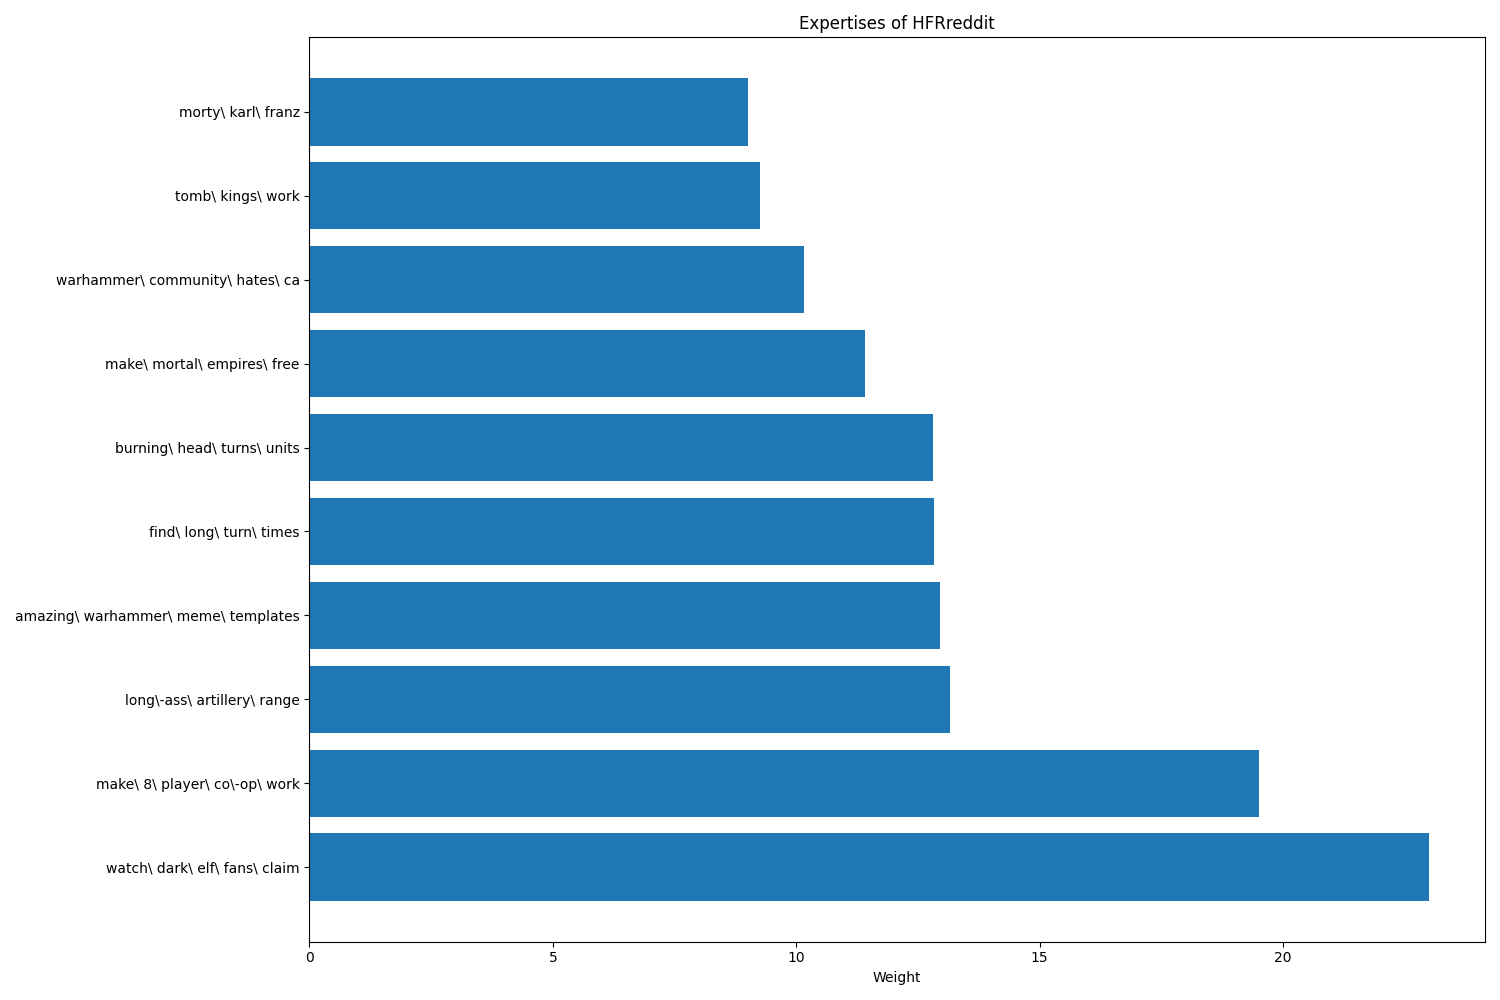 Expertises of HFRreddit
morty\ karl\ franz
tomb\ kings\ work
warhammer\ community\ hates\ ca
make\ mortal\ empires\ free
burning\ head\ turns\ units
find\ long\ turn\ times
amazing\ warhammer\ meme\ templates
long\-ass\ artillery\ range
make\ 8\ player\ co\-op\ work
watch\ dark\ elf\ fans\ claim
0 5 10 15 20
Weight